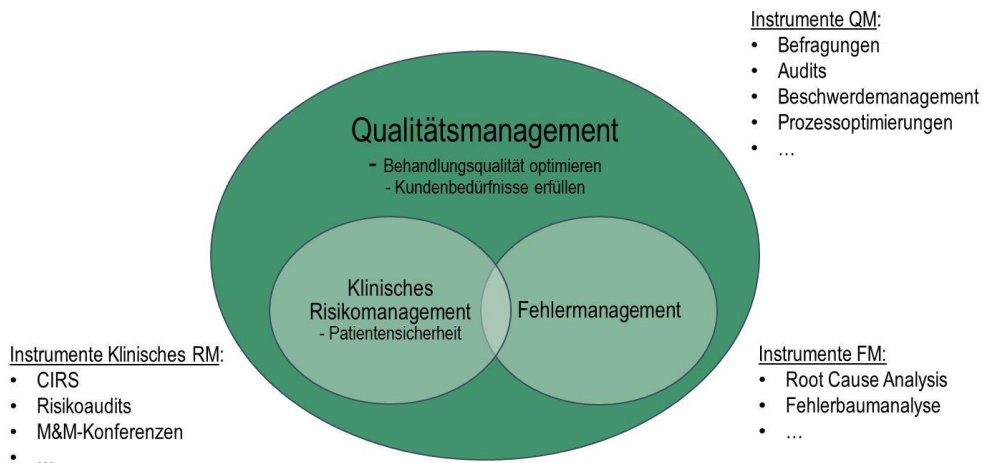 Instrumente QM:
• Befragungen
• Audits
• Beschwerdemanagement
• Prozessoptimierungen
• …
Qualitätsmanagement
- Behandlungsqualität optimieren
- Kundenbedürfnisse erfüllen
Klinisches
Risikomanagement
- Patientensicherheit
Fehlermanagement
Instrumente Klinisches RM:
• CIRS
• Risikoaudits
• M&M-Konferenzen
• …
Instrumente FM:
• Root Cause Analysis
• Fehlerbaumanalyse
• …